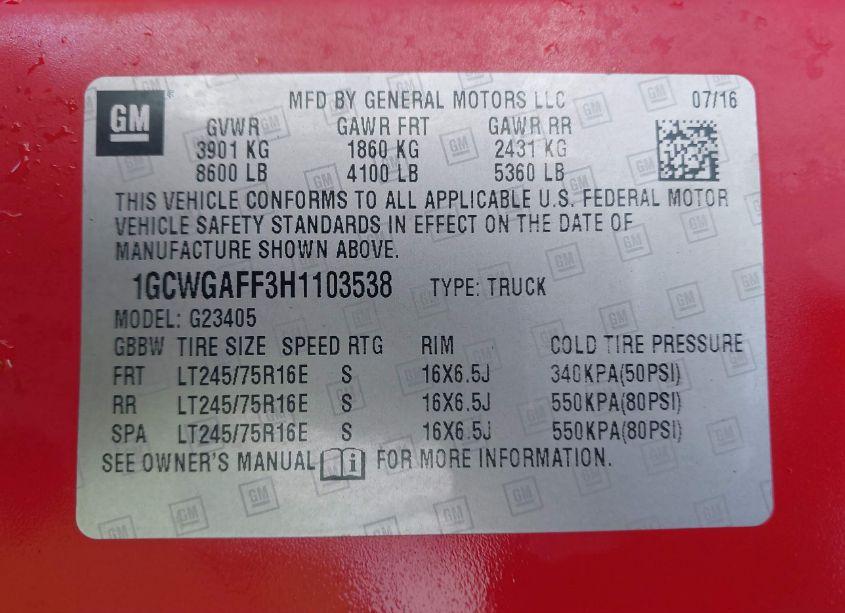 GM MFD BY GENERAL MOTORS LLC 07/16
GVWR GAWR FRT GAWR RR
3901 KG 1860 KG 2431 KG
8600 LB 4100 LB 5360 LB
THIS VEHICLE CONFORMS TO ALL APPLICABLE U.S. FEDERAL MOTOR
VEHICLE SAFETY STANDARDS IN EFFECT ON THE DATE OF
MANUFACTURE SHOWN ABOVE.
1GCWGAFF3H1103538 TYPE: TRUCK
MODEL: G23405
GBBW TIRE SIZE SPEED RTG RIM COLD TIRE PRESSURE
FRT LT245/75R16E S 16X6.5J 340KPA(50PSI)
RR LT245/75R16E S 16X6.5J 550KPA(80PSI)
SPA LT245/75R16E S 16X6.5J 550KPA(80PSI)
SEE OWNER'S MANUAL i FOR MORE INFORMATION.